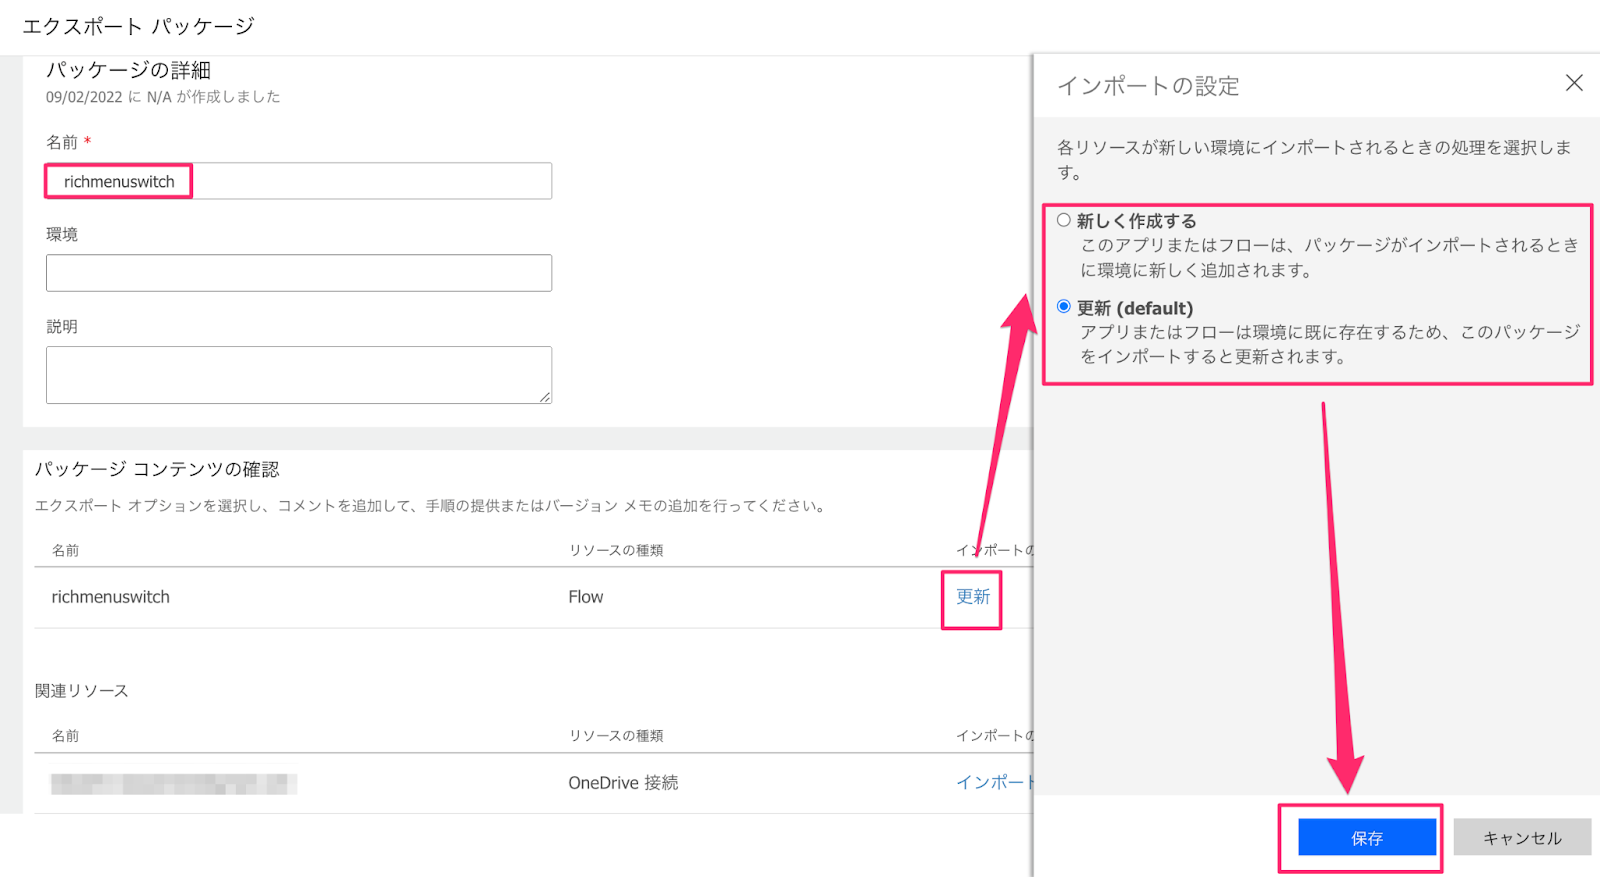 エクスポート パッケージ
パッケージの詳細
09/02/2022 に N/A が作成しました
名前 *
richmenuswitch
環境
説明
パッケージ コンテンツの確認
エクスポート オプションを選択し、コメントを追加して、手順の提供またはバージョン メモの追加を行ってください。
名前 リソースの種類 インポートの
richmenuswitch Flow 更新
関連リソース
名前 リソースの種類 インポートの
OneDrive 接続 インポート
インポートの設定
各リソースが新しい環境にインポートされるときの処理を選択しま
す。
新しく作成する
このアプリまたはフローは、パッケージがインポートされるとき
に環境に新しく追加されます。
更新 (default)
アプリまたはフローは環境に既に存在するため、このパッケージ
をインポートすると更新されます。
保存 キャンセル